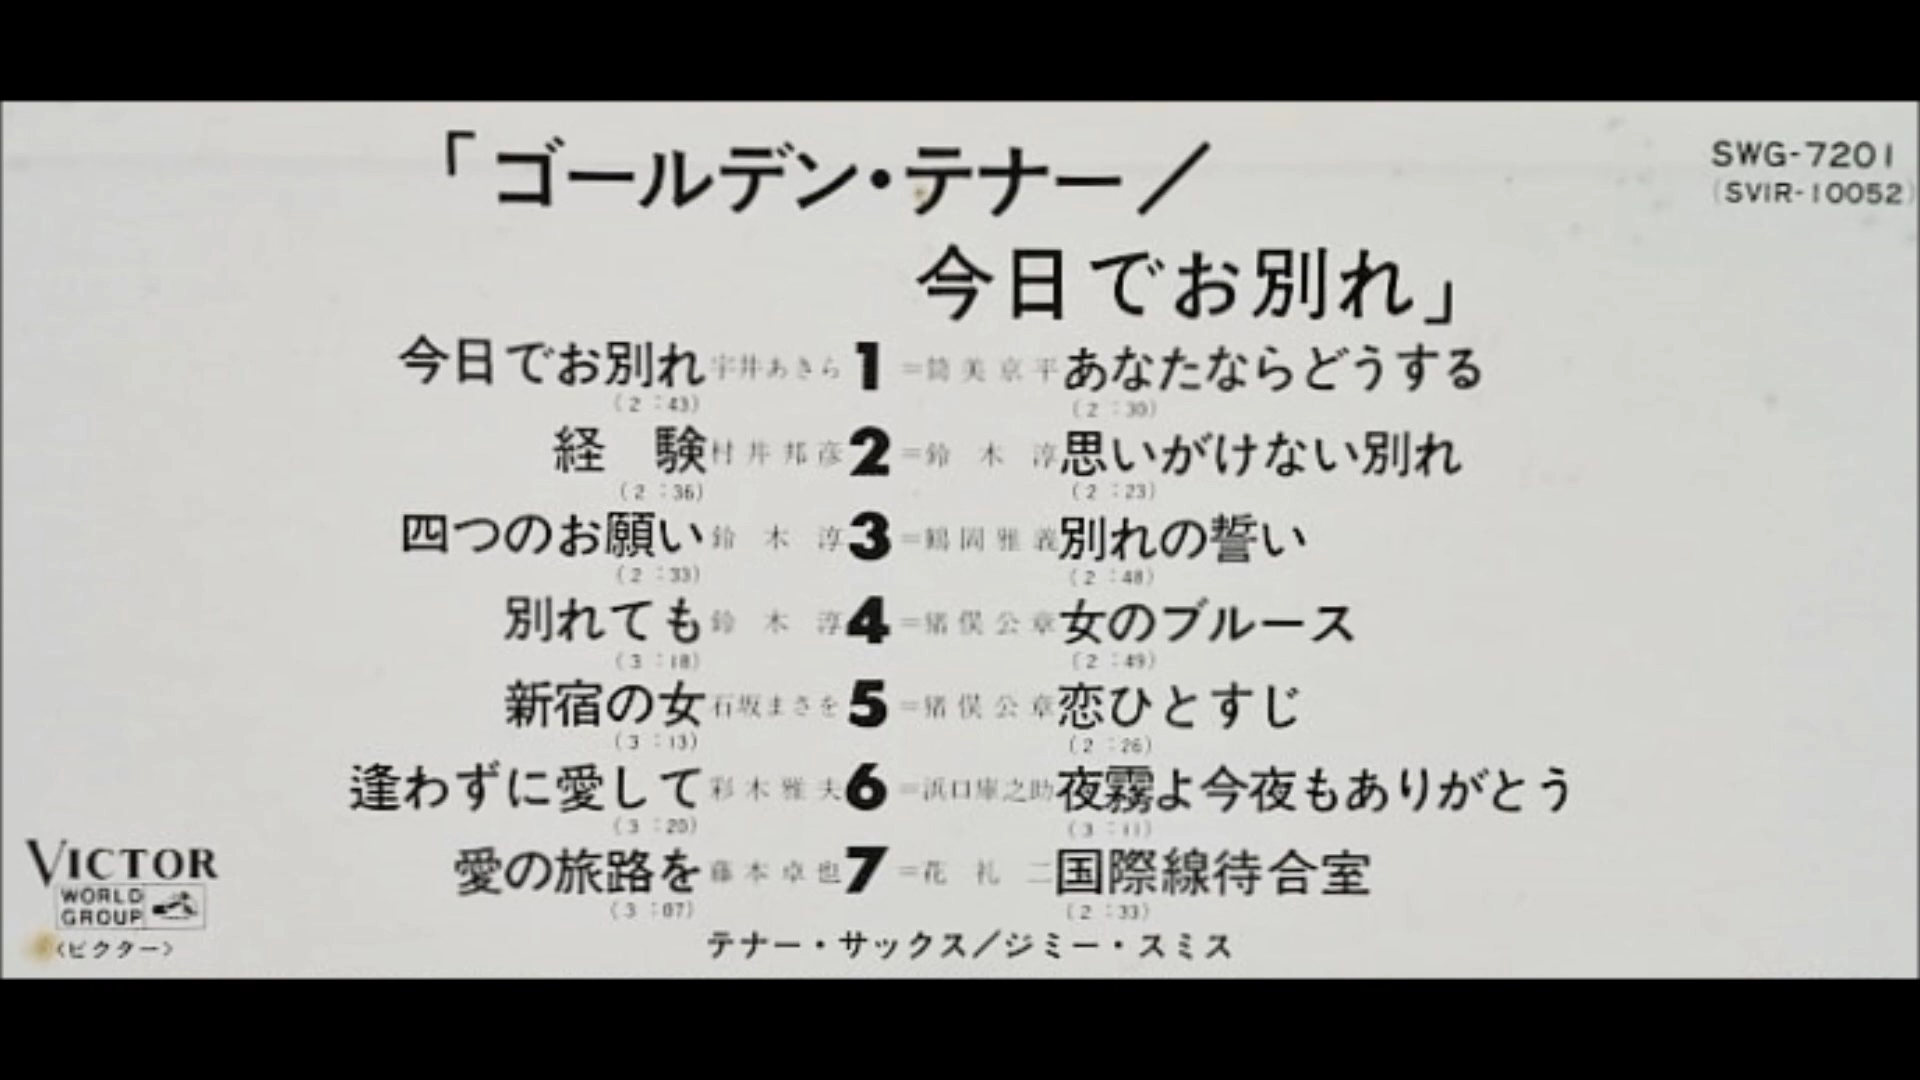 「ゴールデン・テナー／
今日でお別れ」
SWG-7201
(SVIR-10052)
今日でお別れ 宇井あきら 1 =筒美京平 あなたならどうする
(2:43) (2:30)
経 験 村井邦彦 2 =鈴木淳 思いがけない別れ
(2:36) (2:23)
四つのお願い 鈴木淳 3 =鶴岡雅義 別れの誓い
(2:33) (2:48)
別れても 鈴木淳 4 =猪俣公章 女のブルース
(3:18) (2:49)
新宿の女 石坂まさを 5 =猪俣公章 恋ひとすじ
(3:13) (2:26)
逢わずに愛して 彩木雅夫 6 =浜口庫之助 夜霧よ今夜もありがとう
(3:20) (3:11)
愛の旅路を 藤本卓也 7 =花礼二 国際線待合室
(3:07) (2:33)
テナー・サックス／ジミー・スミス
VICTOR
WORLD
GROUP
〈ビクター〉